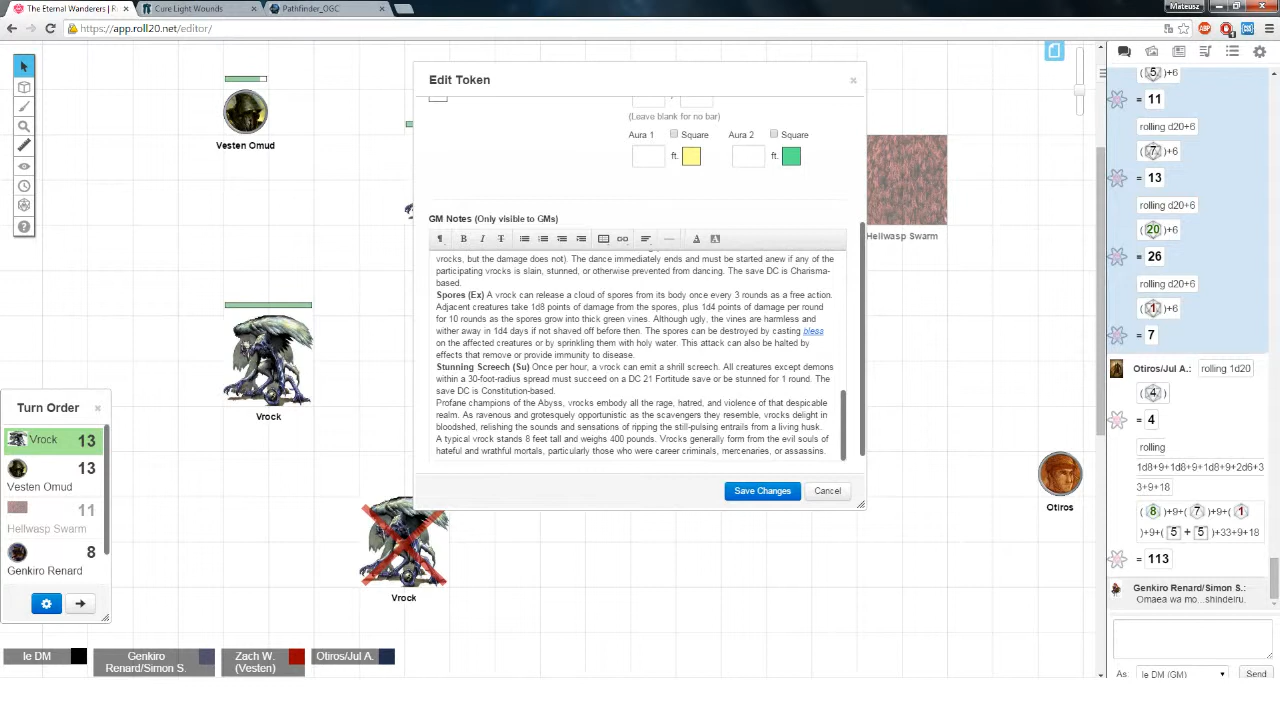 The Eternal Wanderers | R
Cure Light Wounds
Pathfinder_OGC
Mateusz
https://app.roll20.net/editor/
Vesten Omud
Vrock
Vrock
Hellwasp Swarm
Otiros
Turn Order
Vrock 13
13
Vesten Omud
11
Hellwasp Swarm
8
Genkiro Renard
le DM
Genkiro
Renard/Simon S.
Zach W.
(Vesten)
Otiros/Jul A.
Edit Token
(Leave blank for no bar)
Aura 1 Square Aura 2 Square
ft. ft.
GM Notes (Only visible to GMs)
vrocks, but the damage does not). The dance immediately ends and must be started anew if any of the
participating vrocks is slain, stunned, or otherwise prevented from dancing. The save DC is Charisma-
based.
Spores (Ex) A vrock can release a cloud of spores from its body once every 3 rounds as a free action.
Adjacent creatures take 1d8 points of damage from the spores, plus 1d4 points of damage per round
for 10 rounds as the spores grow into thick green vines. Although ugly, the vines are harmless and
wither away in 1d4 days if not shaved off before then. The spores can be destroyed by casting bless
on the affected creatures or by sprinkling them with holy water. This attack can also be halted by
effects that remove or provide immunity to disease.
Stunning Screech (Su) Once per hour, a vrock can emit a shrill screech. All creatures except demons
within a 30-foot-radius spread must succeed on a DC 21 Fortitude save or be stunned for 1 round. The
save DC is Constitution-based.
Profane champions of the Abyss, vrocks embody all the rage, hatred, and violence of that despicable
realm. As ravenous and grotesquely opportunistic as the scavengers they resemble, vrocks delight in
bloodshed, relishing the sounds and sensations of ripping the still-pulsing entrails from a living husk.
A typical vrock stands 8 feet tall and weighs 400 pounds. Vrocks generally form from the evil souls of
hateful and wrathful mortals, particularly those who were career criminals, mercenaries, or assassins.
Save Changes
Cancel
(5)+6
= 11
rolling d20+6
(7)+6
= 13
rolling d20+6
(20)+6
= 26
(1)+6
= 7
Otiros/Jul A.: rolling 1d20
(4)
= 4
rolling
1d8+9+1d8+9+1d8+9+2d6+3
3+9+18
(8)+9+(7)+9+(1
)+9+(5+5)+33+9+18
= 113
Genkiro Renard/Simon S.:
Omaea wa mo...shindeiru.
As: le DM (GM)
Send